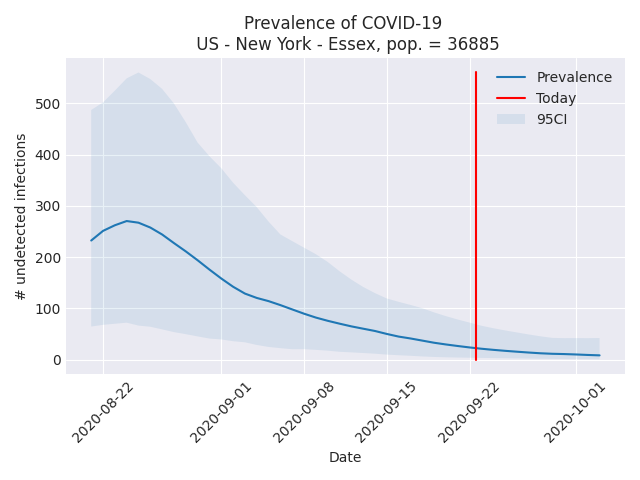 Prevalence of COVID-19
US - New York - Essex, pop. = 36885
Prevalence
Today
95CI
# undetected infections
500
400
300
200
100
0
2020-08-22
2020-09-01
2020-09-08
2020-09-15
2020-09-22
2020-10-01
Date